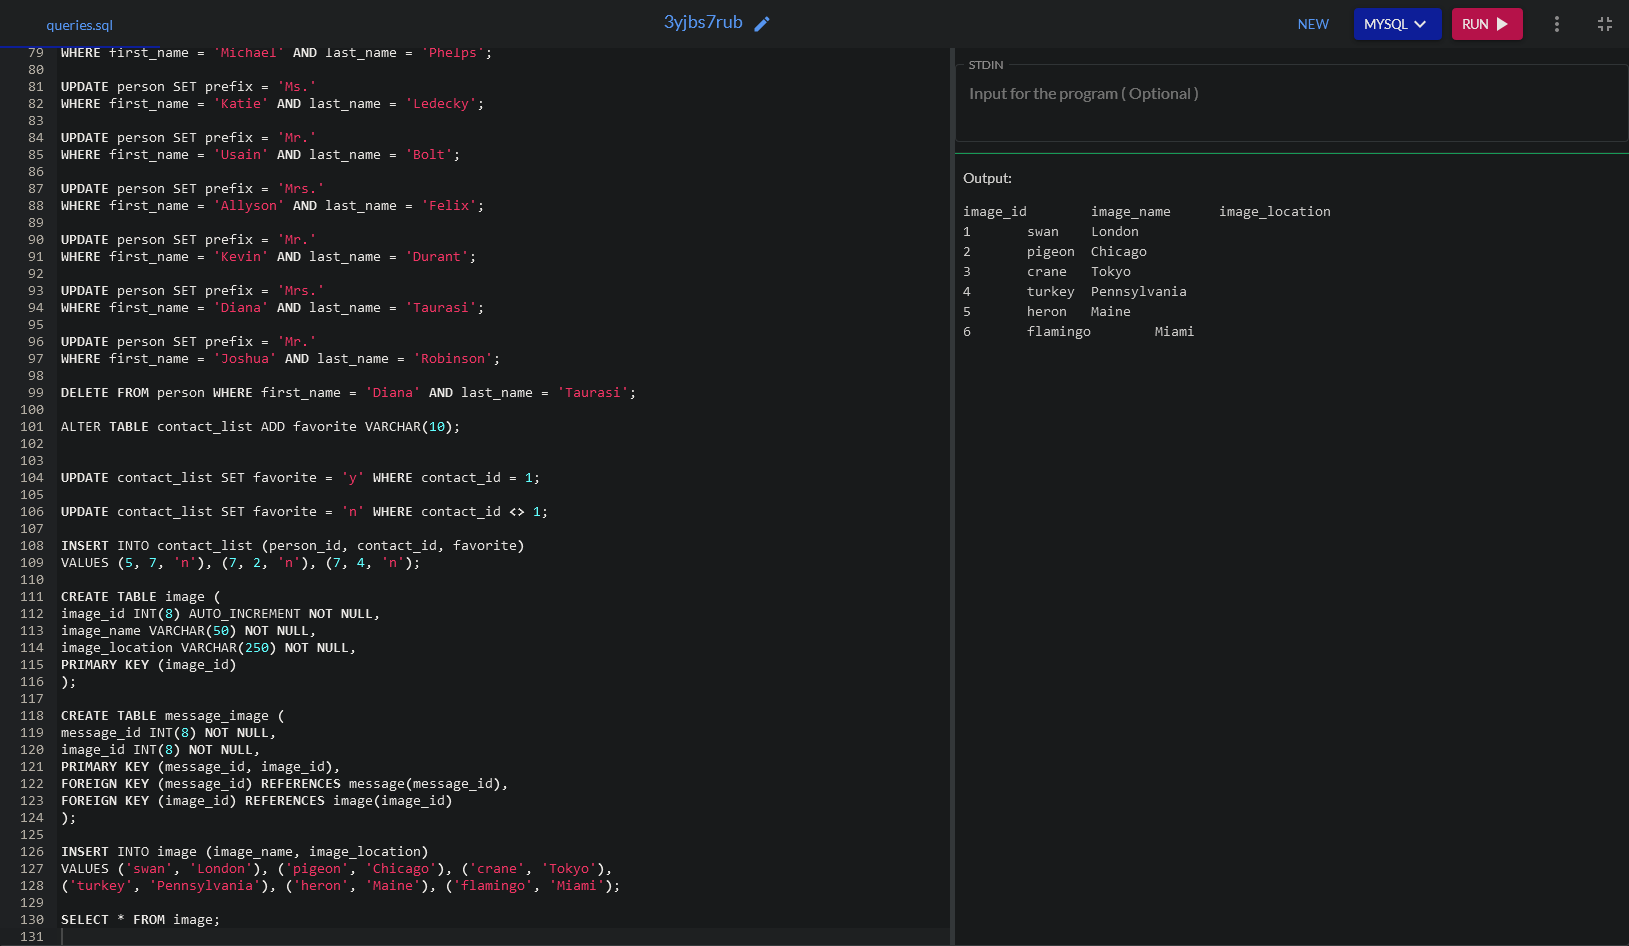 queries.sql
3yjbs7rub
NEW
MYSQL
RUN
79 WHERE first_name = 'Michael' AND last_name = 'Phelps';
80
81 UPDATE person SET prefix = 'Ms.'
82 WHERE first_name = 'Katie' AND last_name = 'Ledecky';
83
84 UPDATE person SET prefix = 'Mr.'
85 WHERE first_name = 'Usain' AND last_name = 'Bolt';
86
87 UPDATE person SET prefix = 'Mrs.'
88 WHERE first_name = 'Allyson' AND last_name = 'Felix';
89
90 UPDATE person SET prefix = 'Mr.'
91 WHERE first_name = 'Kevin' AND last_name = 'Durant';
92
93 UPDATE person SET prefix = 'Mrs.'
94 WHERE first_name = 'Diana' AND last_name = 'Taurasi';
95
96 UPDATE person SET prefix = 'Mr.'
97 WHERE first_name = 'Joshua' AND last_name = 'Robinson';
98
99 DELETE FROM person WHERE first_name = 'Diana' AND last_name = 'Taurasi';
100
101 ALTER TABLE contact_list ADD favorite VARCHAR(10);
102
103
104 UPDATE contact_list SET favorite = 'y' WHERE contact_id = 1;
105
106 UPDATE contact_list SET favorite = 'n' WHERE contact_id <> 1;
107
108 INSERT INTO contact_list (person_id, contact_id, favorite)
109 VALUES (5, 7, 'n'), (7, 2, 'n'), (7, 4, 'n');
110
111 CREATE TABLE image (
112 image_id INT(8) AUTO_INCREMENT NOT NULL,
113 image_name VARCHAR(50) NOT NULL,
114 image_location VARCHAR(250) NOT NULL,
115 PRIMARY KEY (image_id)
116 );
117
118 CREATE TABLE message_image (
119 message_id INT(8) NOT NULL,
120 image_id INT(8) NOT NULL,
121 PRIMARY KEY (message_id, image_id),
122 FOREIGN KEY (message_id) REFERENCES message(message_id),
123 FOREIGN KEY (image_id) REFERENCES image(image_id)
124 );
125
126 INSERT INTO image (image_name, image_location)
127 VALUES ('swan', 'London'), ('pigeon', 'Chicago'), ('crane', 'Tokyo'),
128 ('turkey', 'Pennsylvania'), ('heron', 'Maine'), ('flamingo', 'Miami');
129
130 SELECT * FROM image;
131
STDIN
Input for the program ( Optional )
Output:
image_id image_name image_location
1 swan London
2 pigeon Chicago
3 crane Tokyo
4 turkey Pennsylvania
5 heron Maine
6 flamingo Miami